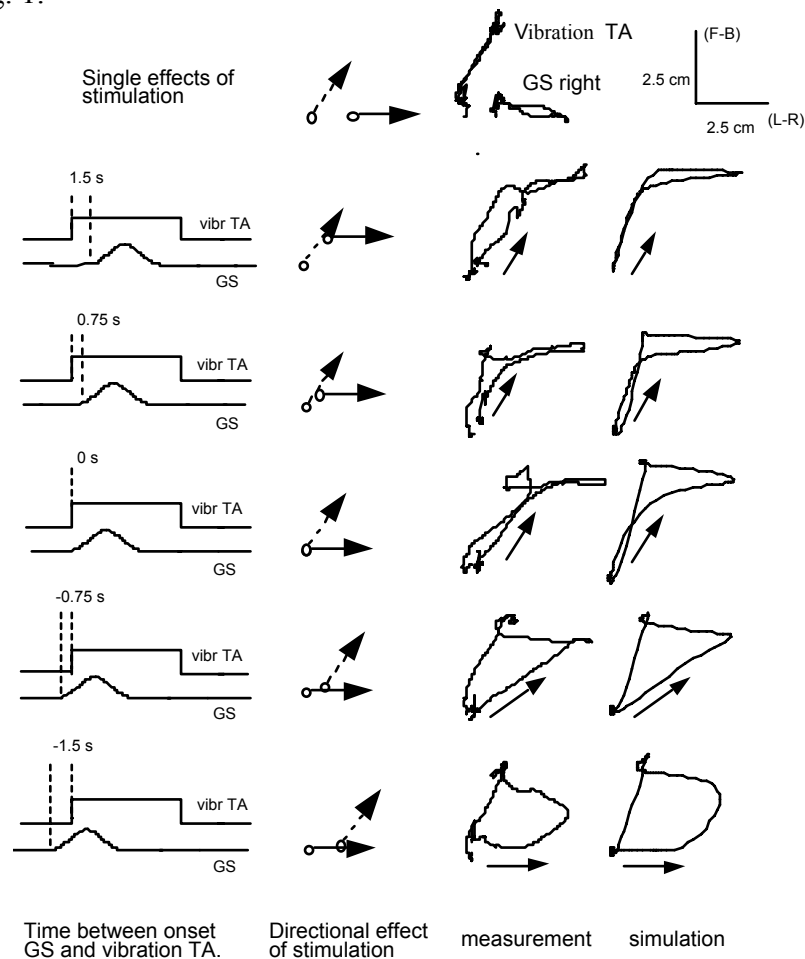 Vibration TA
(F-B)
Single effects of
stimulation
GS right
2.5 cm
2.5 cm
(L-R)
1.5 s
vibr TA
GS
0.75 s
vibr TA
GS
0 s
vibr TA
GS
-0.75 s
vibr TA
GS
-1.5 s
vibr TA
GS
Time between onset
GS and vibration TA.
Directional effect
of stimulation
measurement
simulation